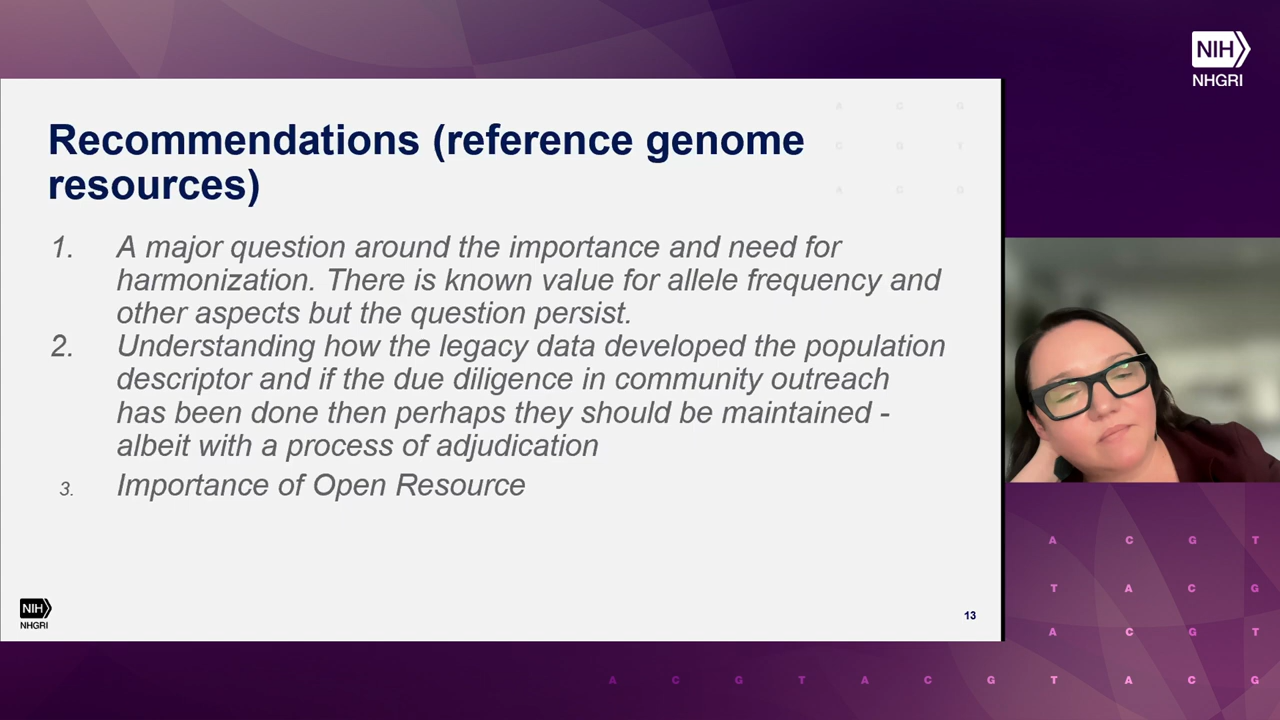 NIH
NHGRI
A C G
Recommendations (reference genome
C G T
resources)
A C G
1. A major question around the importance and need for
harmonization. There is known value for allele frequency and
other aspects but the question persist.
2. Understanding how the legacy data developed the population
descriptor and if the due diligence in community outreach
has been done then perhaps they should be maintained -
albeit with a process of adjudication
3. Importance of Open Resource
NIH
NHGRI
13
A C G T
T A C G
A C G T
A C G T A C G T A C G